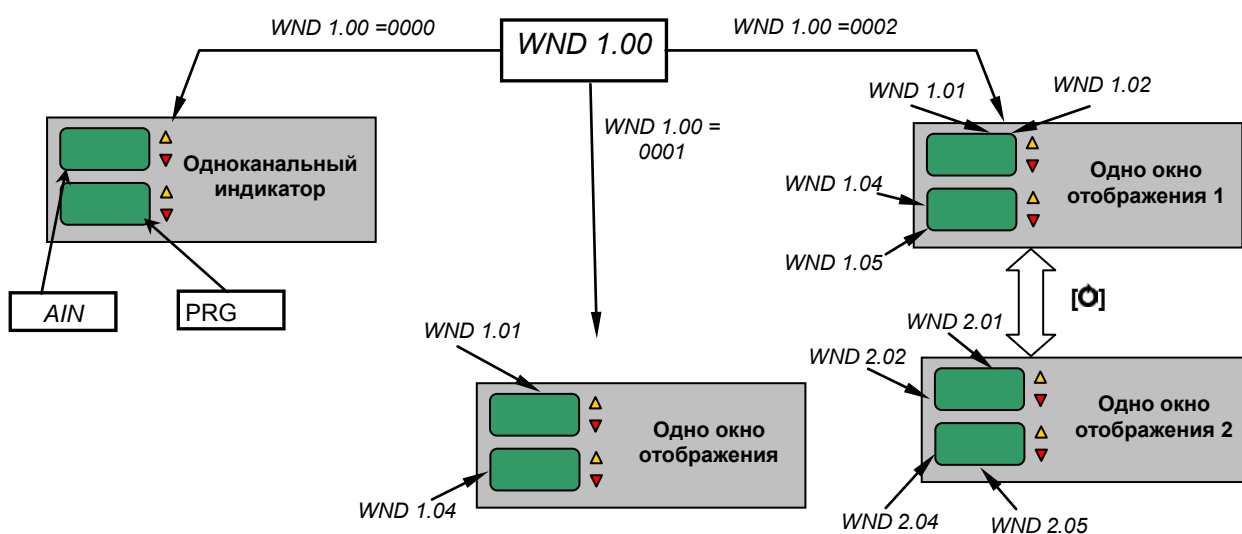 WND 1.00 =0000
WND 1.00
WND 1.00 =0002
WND 1.01
WND 1.02
WND 1.00 =
0001
Одноканальный
индикатор
Одно окно
отображения 1
WND 1.04
WND 1.05
AIN
PRG
[O]
WND 1.01
WND 2.01
WND 2.02
Одно окно
отображения
Одно окно
отображения 2
WND 1.04
WND 2.04
WND 2.05